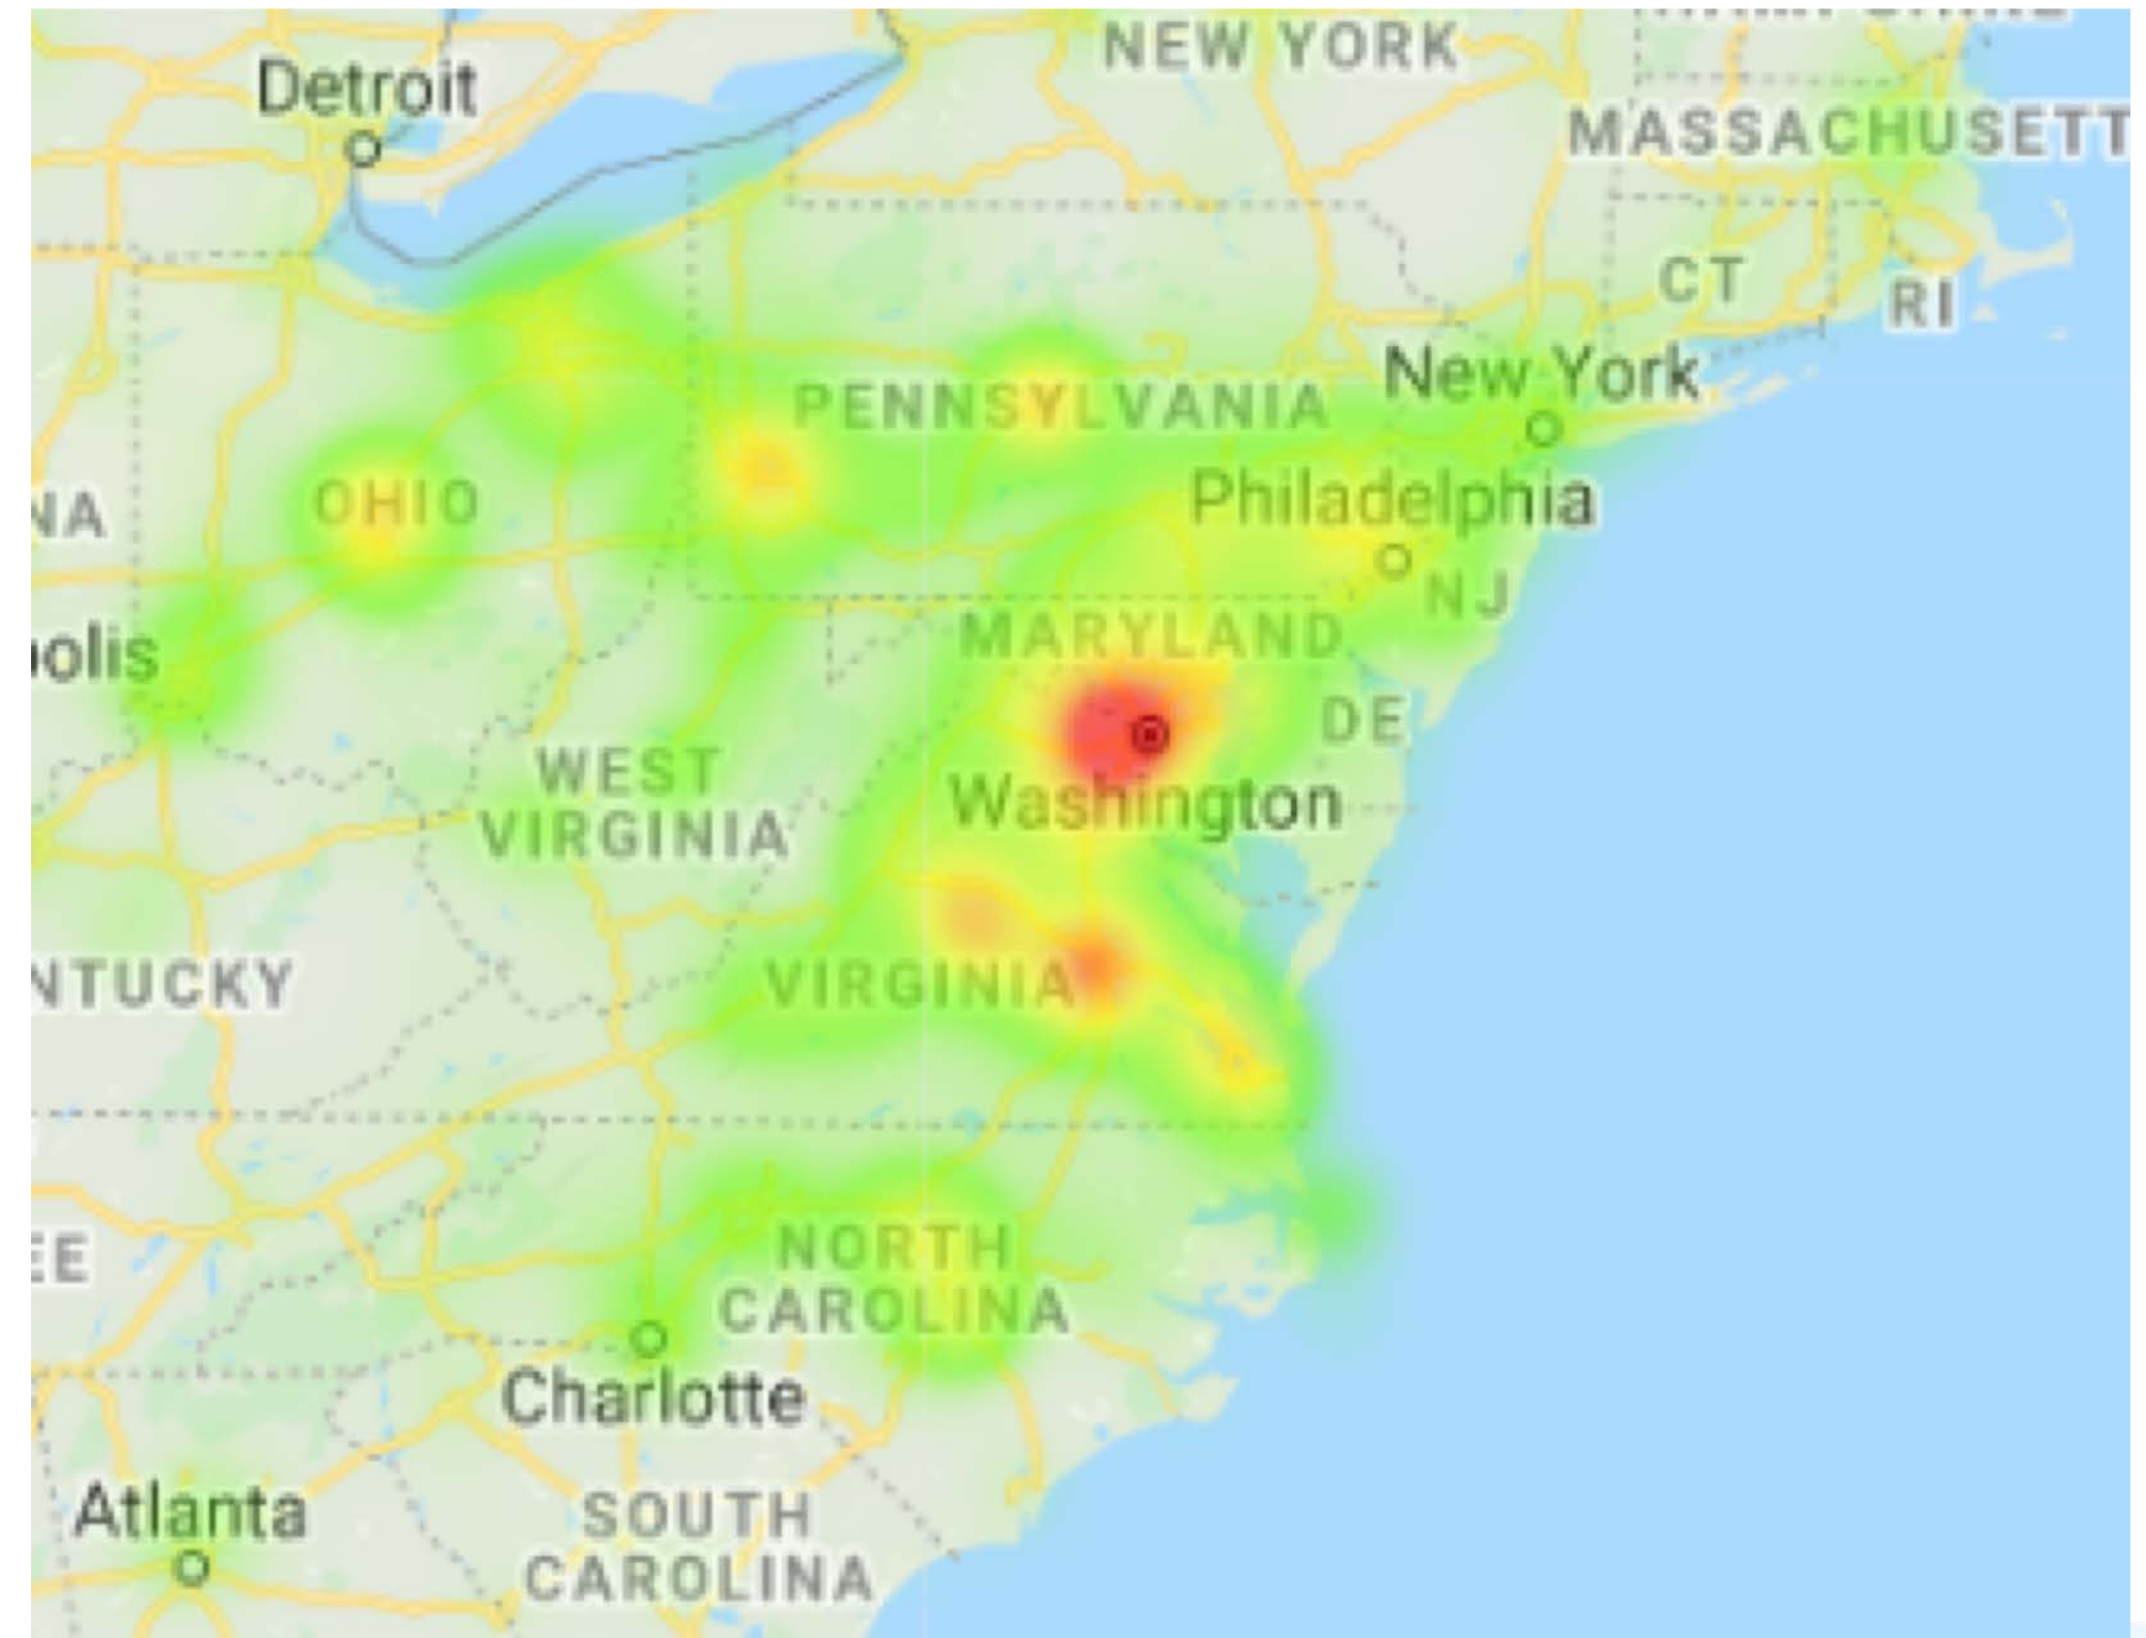 NEW YORK
Detroit
MASSACHUSETT
CT
RI
New York
PENNSYLVANIA
Philadelphia
OHIO
NA
NJ
MARYLAND
olis
DE
WEST
VIRGINIA
Washington
VIRGINIA
NTUCKY
NORTH
CAROLINA
EE
Charlotte
Atlanta
SOUTH
CAROLINA